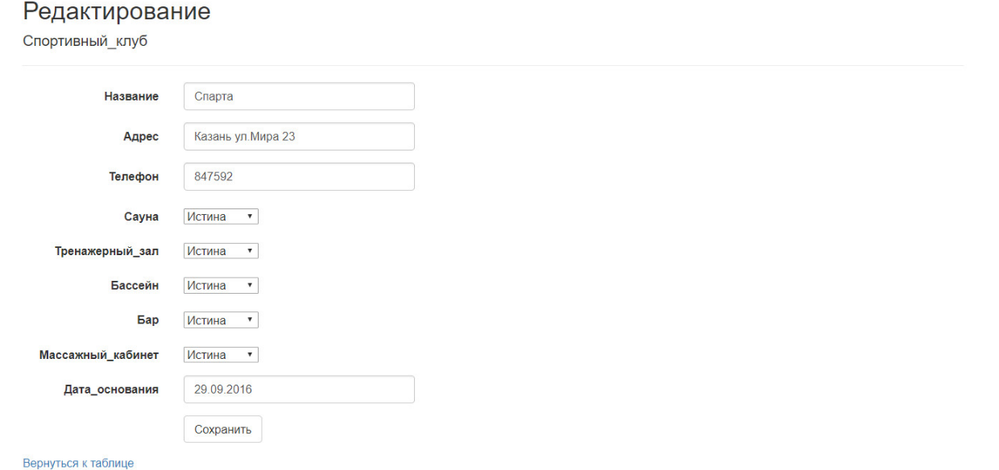 Редактирование
Спортивный_клуб
Название Спарта
Адрес Казань ул.Мира 23
Телефон 847592
Сауна Истина
Тренажерный_зал Истина
Бассейн Истина
Бар Истина
Массажный_кабинет Истина
Дата_основания 29.09.2016
Сохранить
Вернуться к таблице